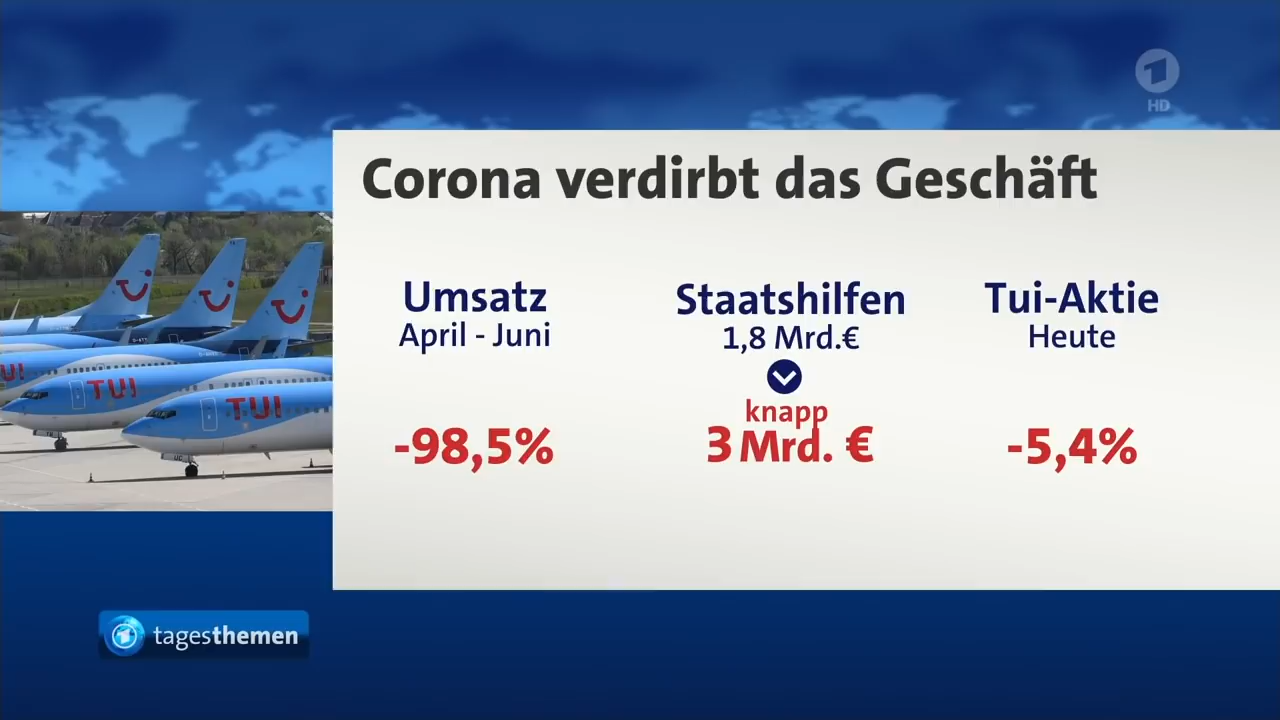 HD
Corona verdirbt das Geschäft
Umsatz
April - Juni
-98,5%
Staatshilfen
1,8 Mrd.€
knapp
3 Mrd. €
Tui-Aktie
Heute
-5,4%
TUI
TUI
TUI
tagesthemen